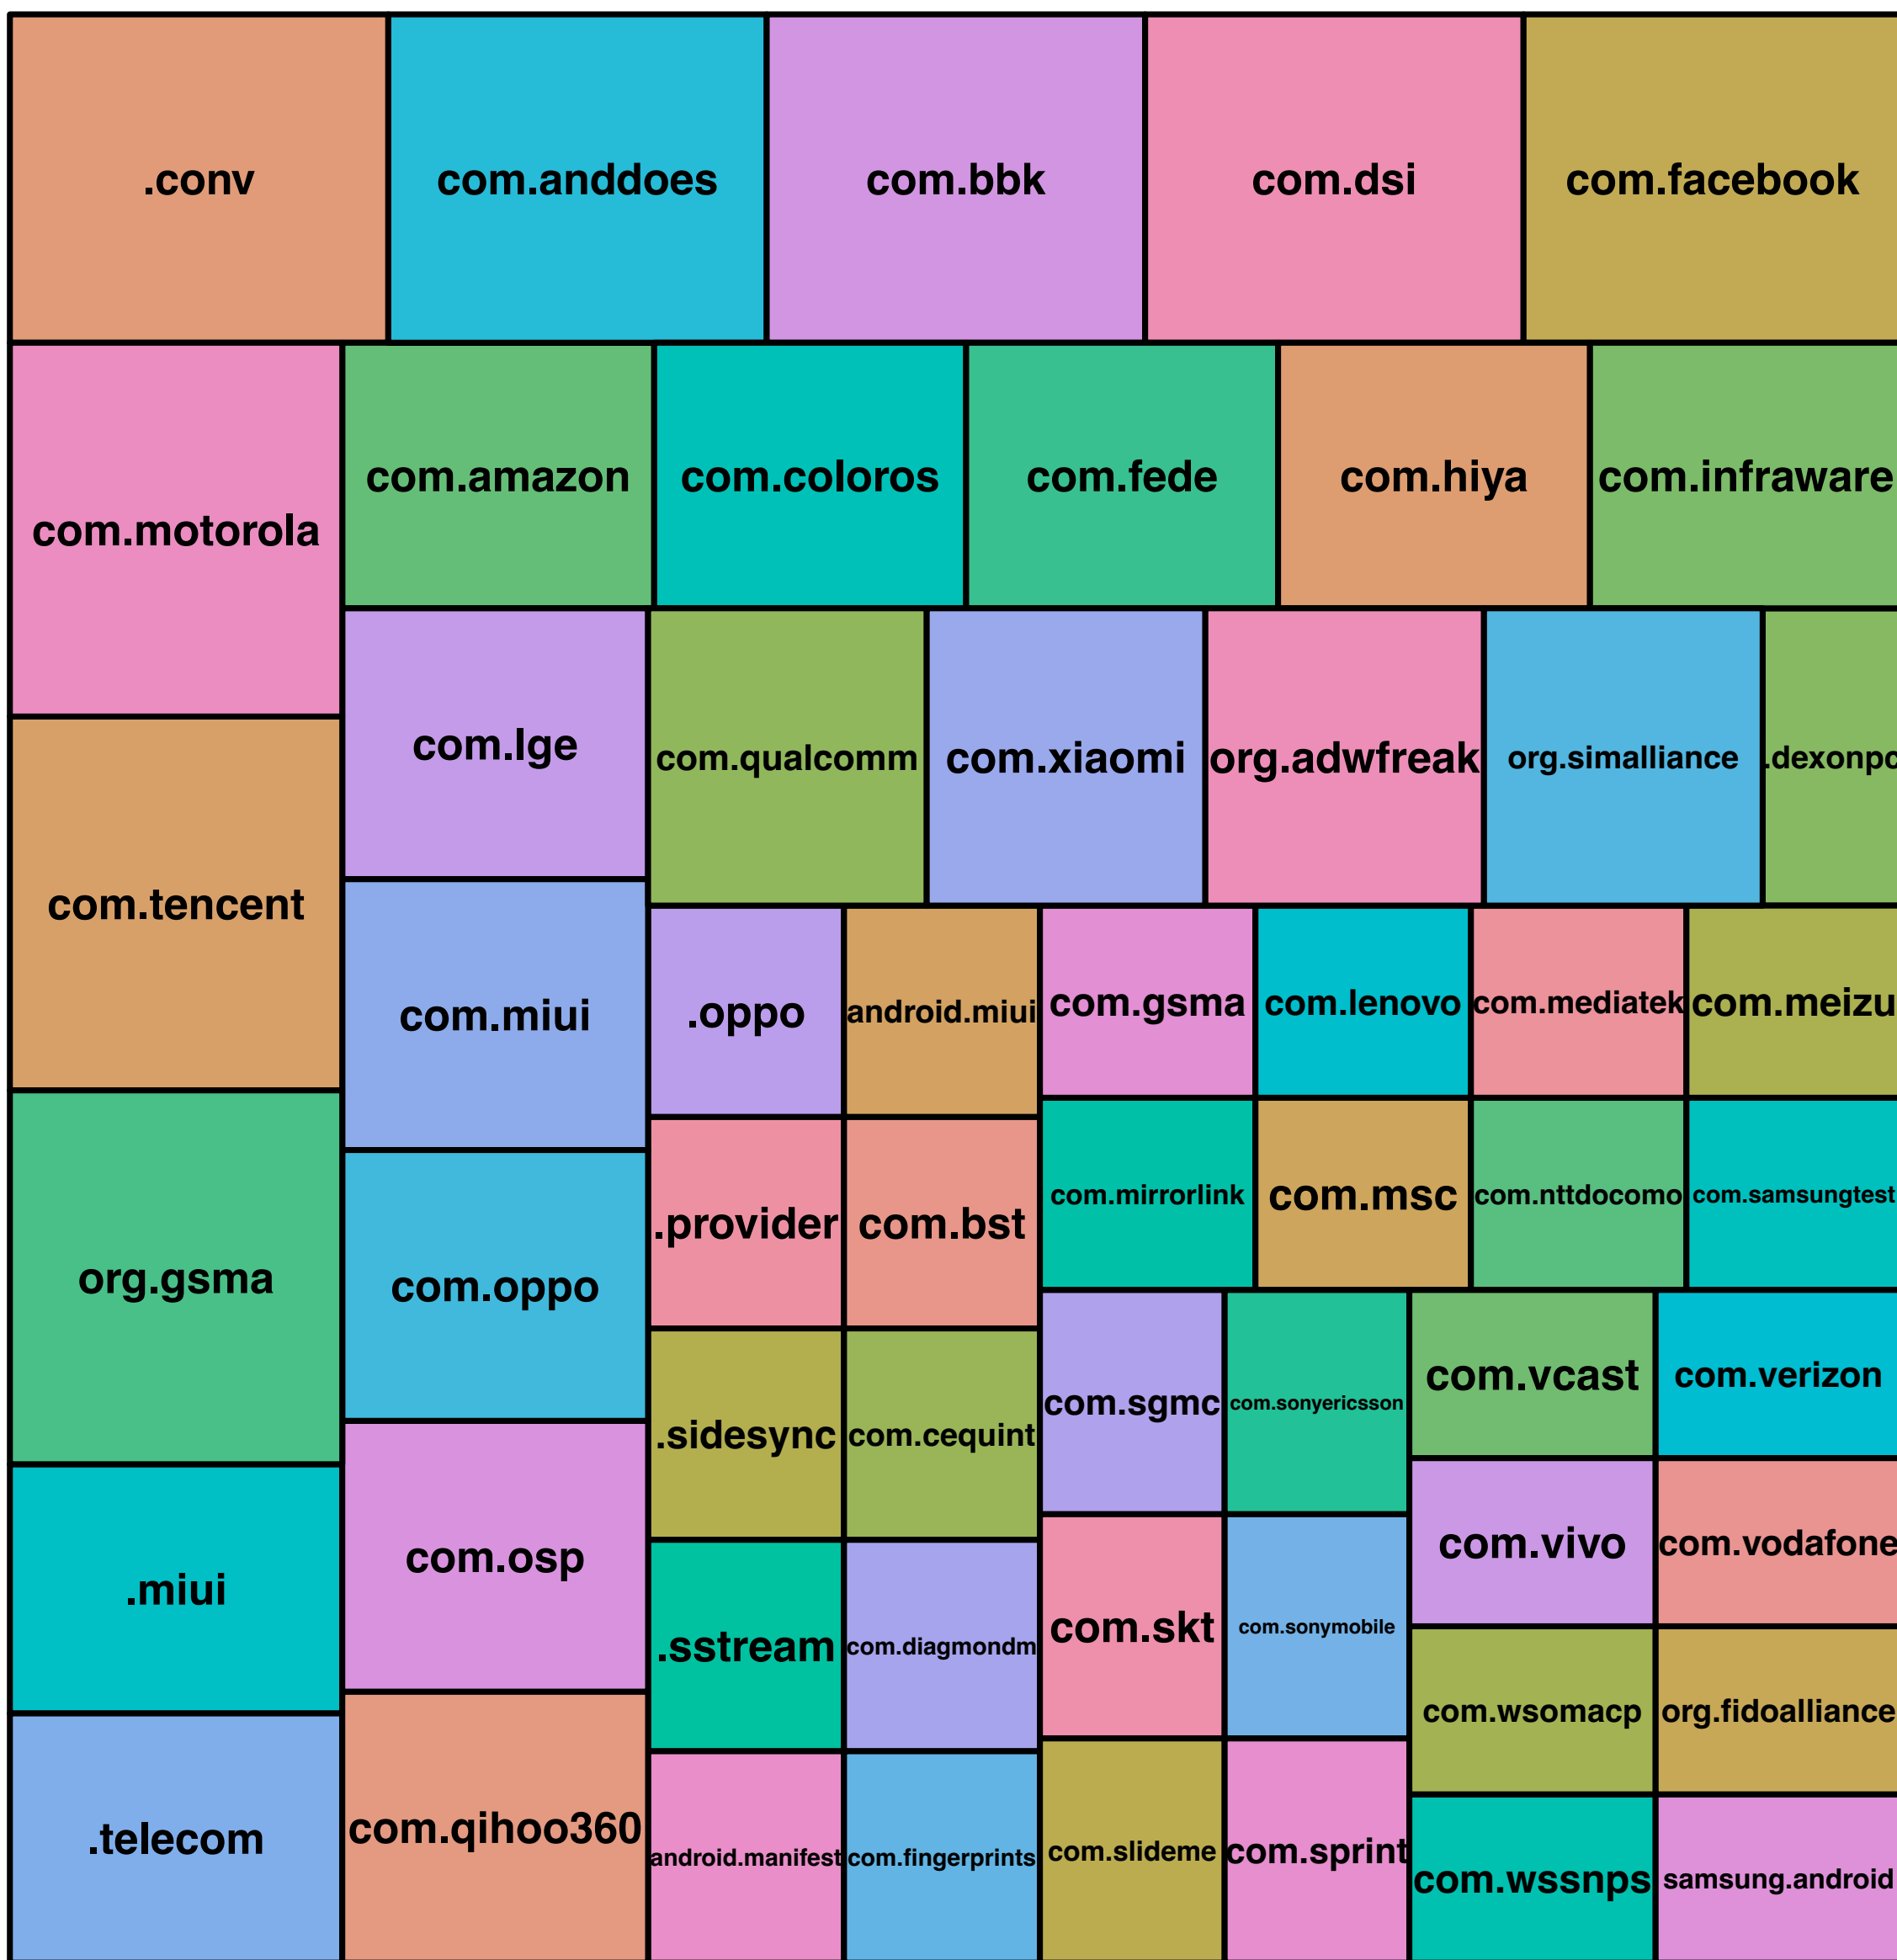 .conv
com.anddoes
com.bbk
com.dsi
com.facebook
com.motorola
com.amazon
com.coloros
com.fede
com.hiya
com.infraware
com.tencent
com.lge
com.qualcomm
com.xiaomi
org.adwfreak
org.simalliance
.dexonpc
com.miui
.oppo
android.miui
com.gsma
com.lenovo
com.mediatek
com.meizu
org.gsma
com.oppo
.provider
com.bst
com.mirrorlink
com.msc
com.nttdocomo
com.samsungtest
.miui
com.osp
.sidesync
com.cequint
com.sgmc
com.sonyericsson
com.vcast
com.verizon
.sstream
com.diagmondm
com.skt
com.sonymobile
com.vivo
com.vodafone
com.wsomacp
org.fidoalliance
.telecom
com.qihoo360
android.manifest
com.fingerprints
com.slideme
com.sprint
com.wssnps
samsung.android